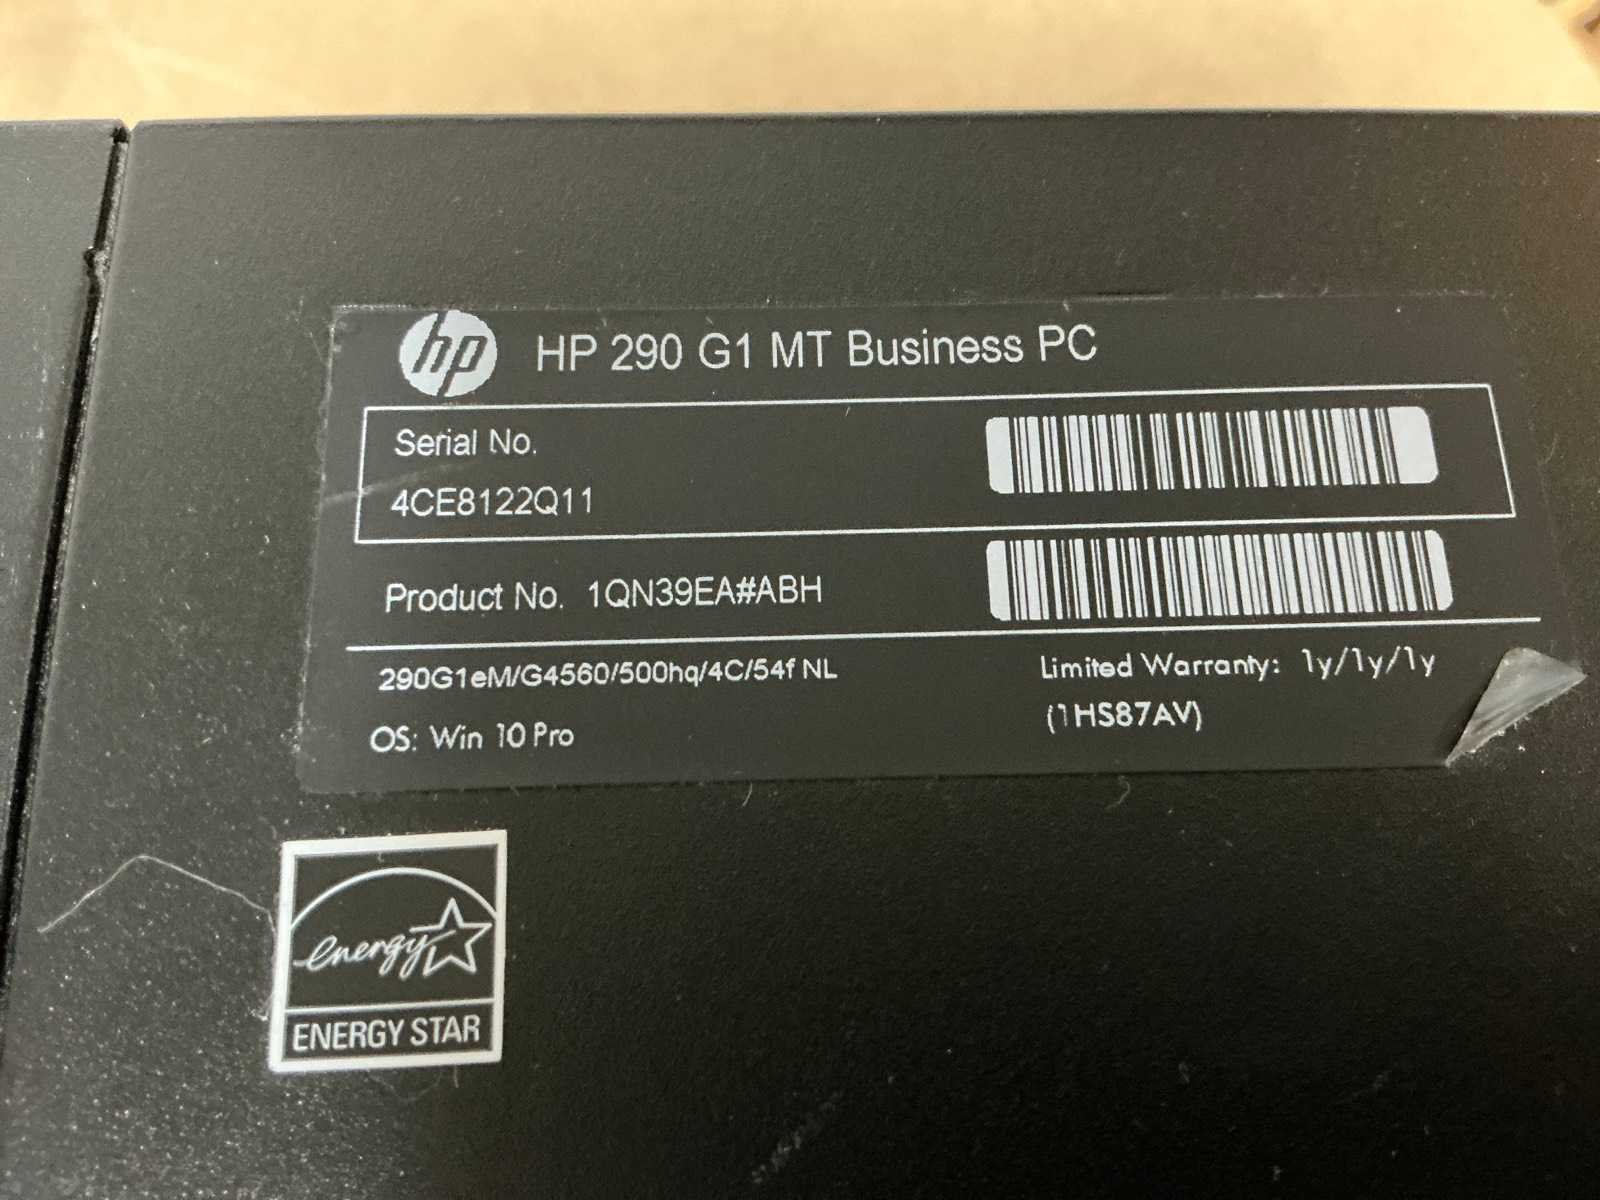 hp HP 290 G1 MT Business PC
Serial No.
4CE8122Q11
Product No. 1QN39EA#ABH
290G1eM/G4560/500hq/4C/54f NL
Limited Warranty: 1y/1y/1y
(1HS87AV)
OS: Win 10 Pro
energy
ENERGY STAR